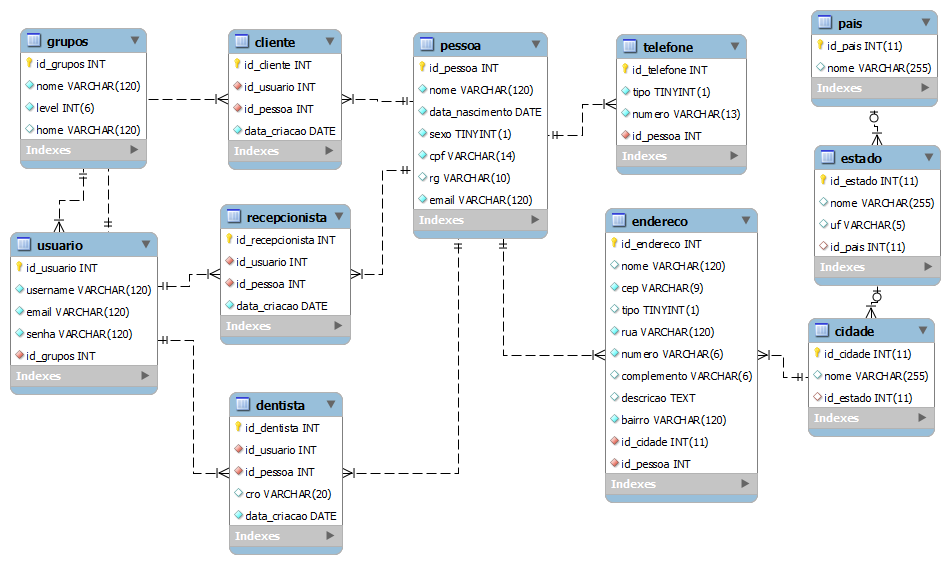 grupos
id_grupos INT
nome VARCHAR(120)
level INT(6)
home VARCHAR(120)
Indexes
cliente
id_cliente INT
id_usuario INT
id_pessoa INT
data_criacao DATE
Indexes
pessoa
id_pessoa INT
nome VARCHAR(120)
data_nascimento DATE
sexo TINYINT(1)
cpf VARCHAR(14)
rg VARCHAR(10)
email VARCHAR(120)
Indexes
telefone
id_telefone INT
tipo TINYINT(1)
numero VARCHAR(13)
id_pessoa INT
Indexes
pais
id_pais INT(11)
nome VARCHAR(255)
Indexes
estado
id_estado INT(11)
nome VARCHAR(255)
uf VARCHAR(5)
id_pais INT(11)
Indexes
usuario
id_usuario INT
username VARCHAR(120)
email VARCHAR(120)
senha VARCHAR(120)
id_grupos INT
Indexes
recepcionista
id_recepcionista INT
id_usuario INT
id_pessoa INT
data_criacao DATE
Indexes
endereco
id_endereco INT
nome VARCHAR(120)
cep VARCHAR(9)
tipo TINYINT(1)
rua VARCHAR(120)
numero VARCHAR(6)
complemento VARCHAR(6)
descricao TEXT
bairro VARCHAR(120)
id_cidade INT(11)
id_pessoa INT
Indexes
cidade
id_cidade INT(11)
nome VARCHAR(255)
id_estado INT(11)
Indexes
dentista
id_dentista INT
id_usuario INT
id_pessoa INT
cro VARCHAR(20)
data_criacao DATE
Indexes